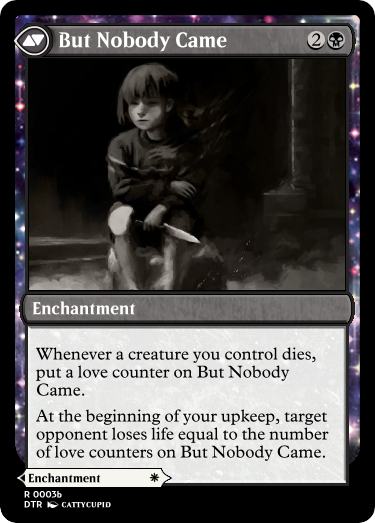 But Nobody Came 2
Enchantment
Whenever a creature you control dies,
put a love counter on But Nobody
Came.
At the beginning of your upkeep, target
opponent loses life equal to the number
of love counters on But Nobody Came.
Enchantment
R 0003b
DTR CATTYCUPID